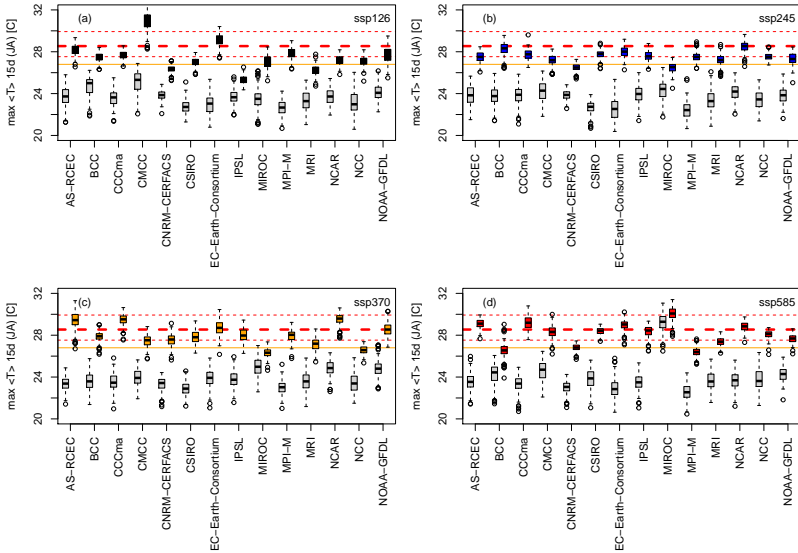 (a) ssp126
max <T> 15d (JA) [C]
20 24 28 32
AS−RCEC
BCC
CCCma
CMCC
CNRM−CERFACS
CSIRO
EC−Earth−Consortium
IPSL
MIROC
MPI−M
MRI
NCAR
NCC
NOAA−GFDL
(b) ssp245
max <T> 15d (JA) [C]
20 24 28 32
AS−RCEC
BCC
CCCma
CMCC
CNRM−CERFACS
CSIRO
EC−Earth−Consortium
IPSL
MIROC
MPI−M
MRI
NCAR
NCC
NOAA−GFDL
(c) ssp370
max <T> 15d (JA) [C]
20 24 28 32
AS−RCEC
BCC
CCCma
CMCC
CNRM−CERFACS
CSIRO
EC−Earth−Consortium
IPSL
MIROC
MPI−M
MRI
NCAR
NCC
NOAA−GFDL
(d) ssp585
max <T> 15d (JA) [C]
20 24 28 32
AS−RCEC
BCC
CCCma
CMCC
CNRM−CERFACS
CSIRO
EC−Earth−Consortium
IPSL
MIROC
MPI−M
MRI
NCAR
NCC
NOAA−GFDL